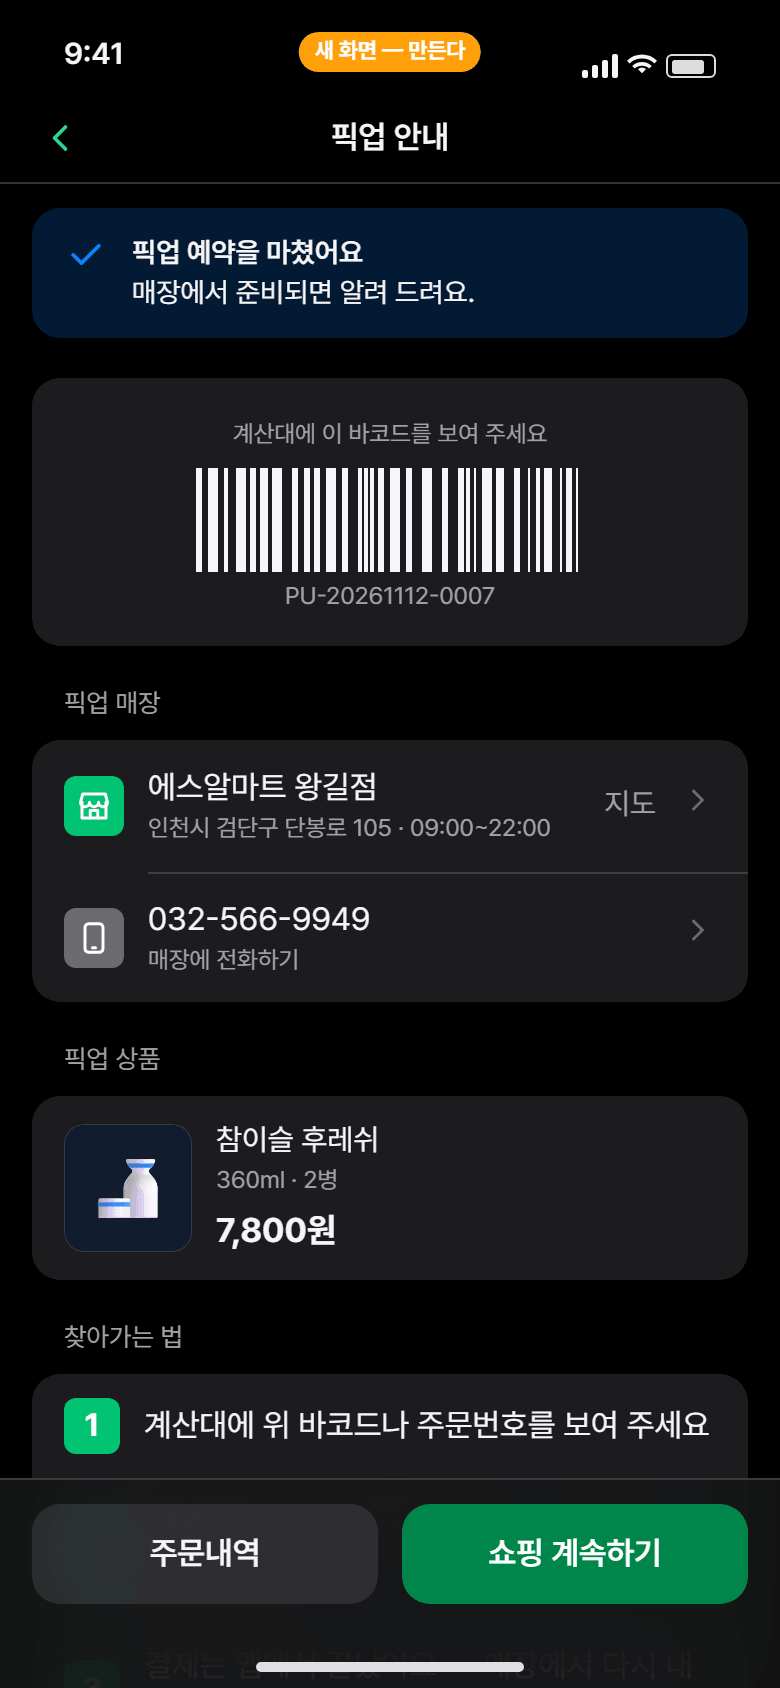 9:41
새 화면 — 만든다
픽업 안내
픽업 예약을 마쳤어요
매장에서 준비되면 알려 드려요.
계산대에 이 바코드를 보여 주세요
PU-20261112-0007
픽업 매장
에스알마트 왕길점
인천시 검단구 단봉로 105 · 09:00~22:00
지도
032-566-9949
매장에 전화하기
픽업 상품
참이슬 후레쉬
360ml · 2병
7,800원
찾아가는 법
1 계산대에 위 바코드나 주문번호를 보여 주세요
주문내역
쇼핑 계속하기